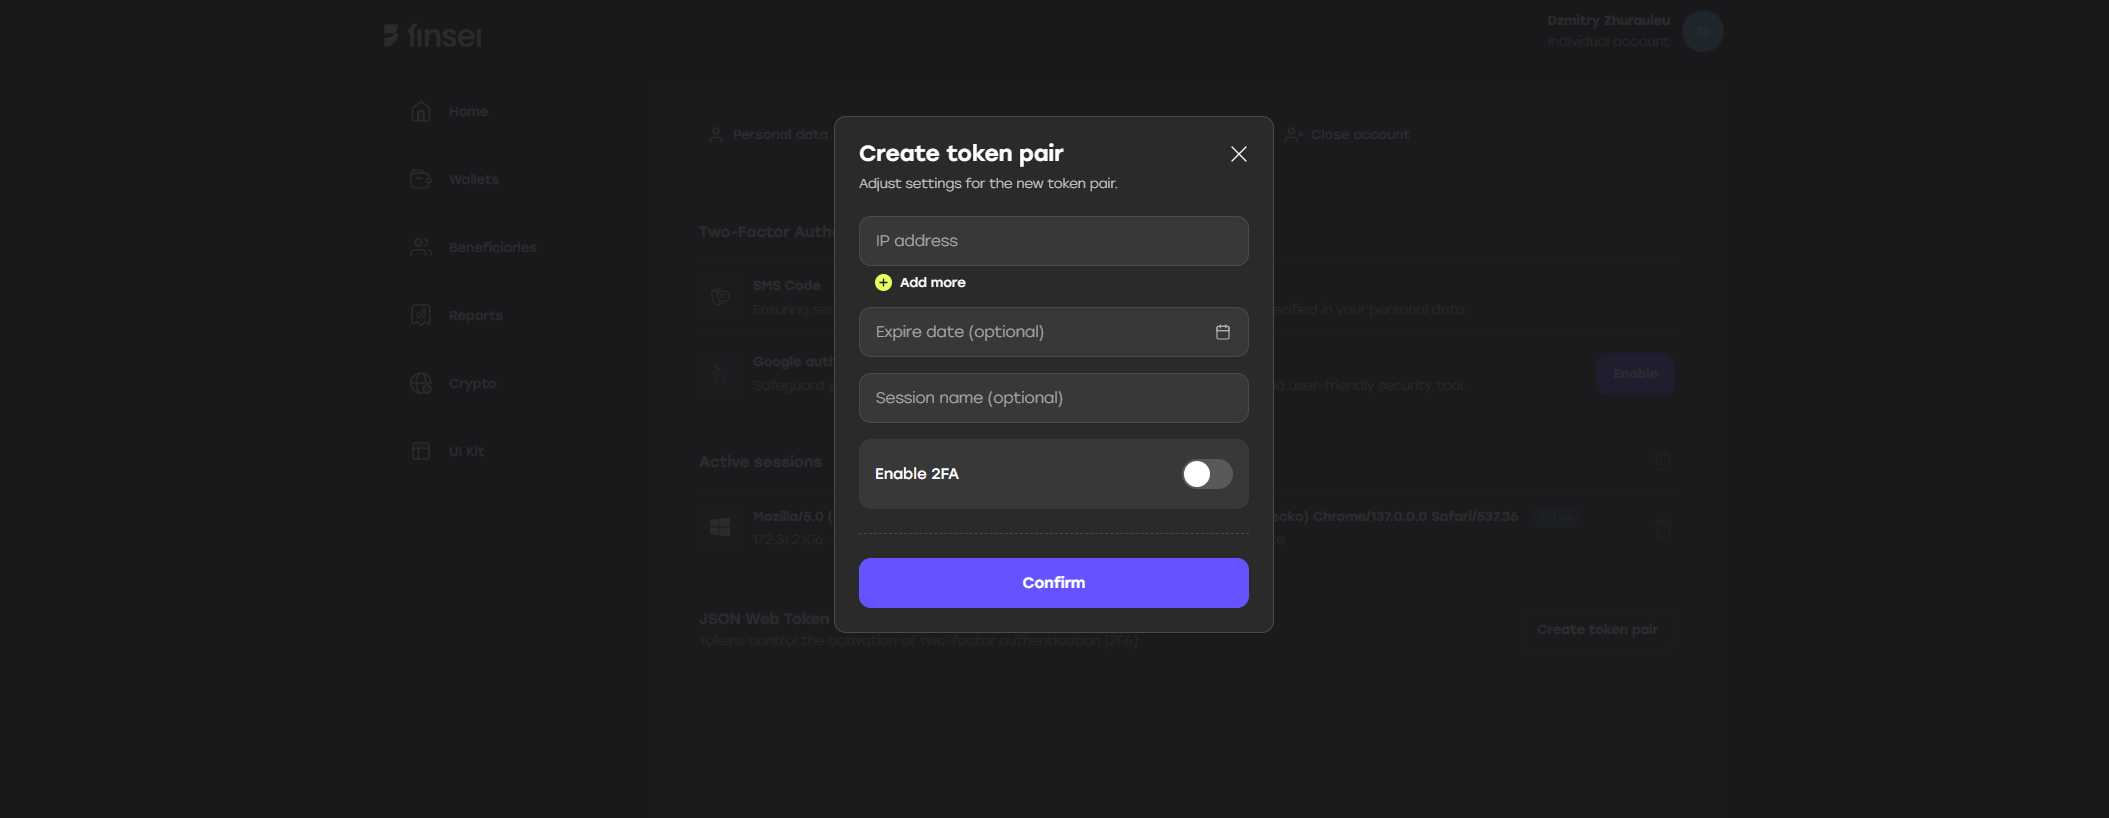 finsei
Dzmitry Zhurauleu
Individual account
Te
Home
Wallets
Beneficiaries
Reports
Crypto
UI Kit
Personal data
Close account
Create token pair
Adjust settings for the new token pair.
IP address
Add more
Expire date (optional)
Session name (optional)
Enable 2FA
Confirm
Two-Factor Auth
SMS Code
Ensuring sec
ecified in your personal data.
Google auth
Safeguard y
d user-friendly security tool.
Enable
Active sessions
Mozilla/5.0 (
ecko) Chrome/137.0.0.0 Safari/537.36
Active
172.31.2.106 -
JSON Web Token
Tokens control the activation of two-factor authentication (2FA).
Create token pair